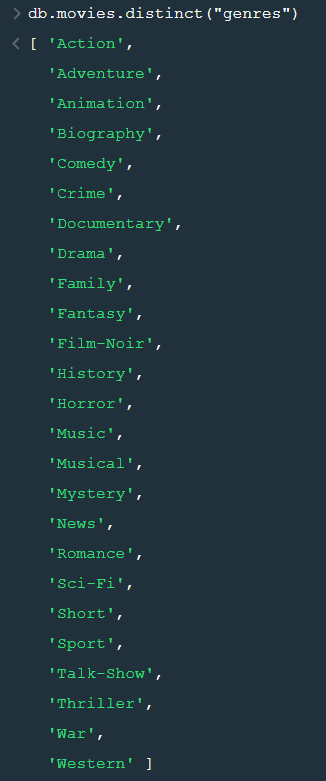 > db.movies.distinct("genres")
< [ 'Action',
'Adventure',
'Animation',
'Biography',
'Comedy',
'Crime',
'Documentary',
'Drama',
'Family',
'Fantasy',
'Film-Noir',
'History',
'Horror',
'Music',
'Musical',
'Mystery',
'News',
'Romance',
'Sci-Fi',
'Short',
'Sport',
'Talk-Show',
'Thriller',
'War',
'Western' ]